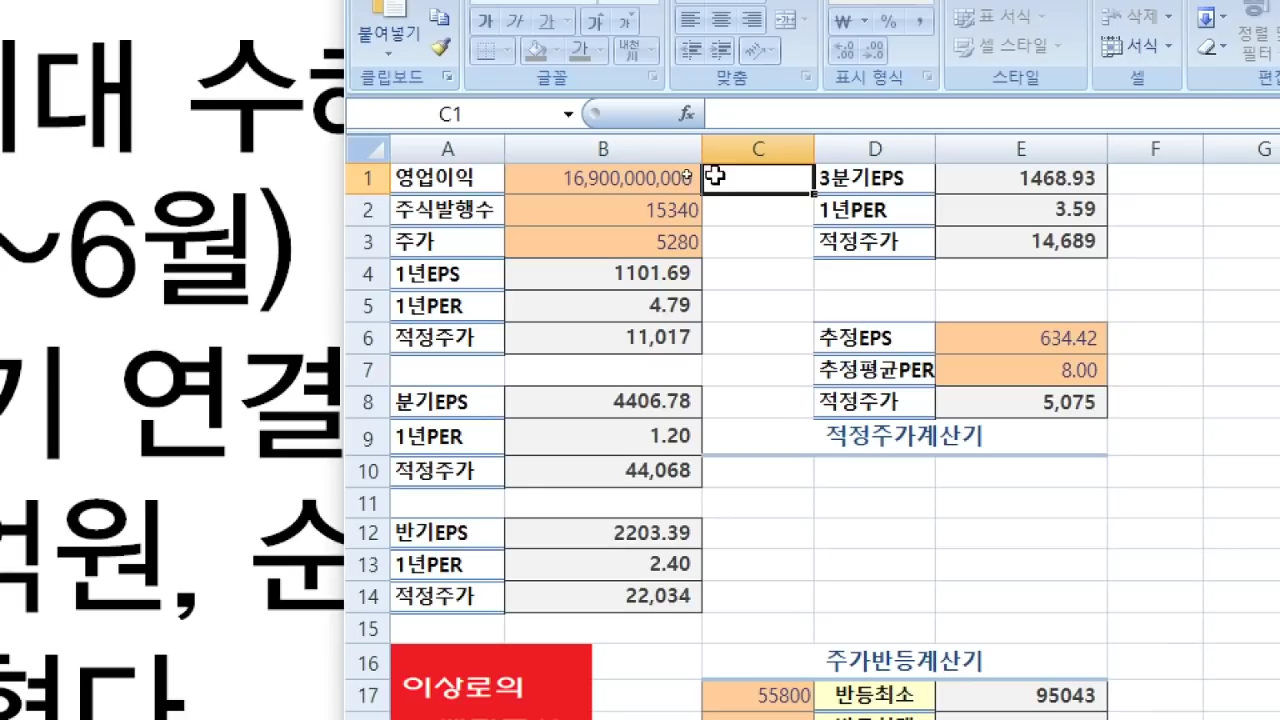 대 수
~6월)
기 연결
억원, 순
붙여넣기
가 가 가 가 가
가 내천
클립보드
글꼴
맞춤
₩ % ,
표 서식
삭제
정렬
셀 스타일
서식
필터
표시 형식
스타일
셀
편집
C1
fx
A B C D E F G
1 영업이익 16,900,000,000 3분기EPS 1468.93
2 주식발행수 15340 1년PER 3.59
3 주가 5280 적정주가 14,689
4 1년EPS 1101.69
5 1년PER 4.79
6 적정주가 11,017 추정EPS 634.42
7 추정평균PER 8.00
8 분기EPS 4406.78 적정주가 5,075
9 1년PER 1.20 적정주가계산기
10 적정주가 44,068
11
12 반기EPS 2203.39
13 1년PER 2.40
14 적정주가 22,034
15
16 주가반등계산기
17 이상로의 55800 반등최소 95043